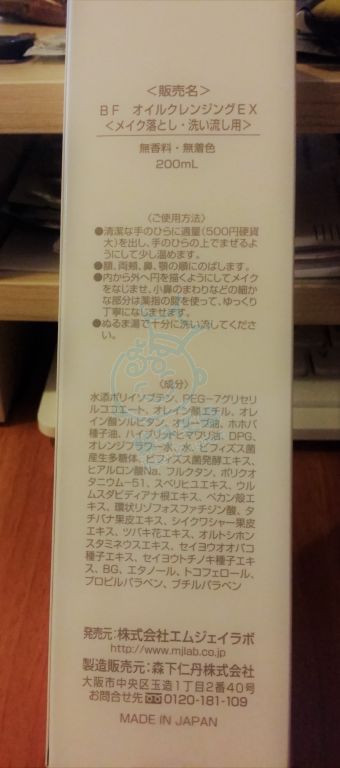 ＜販売名＞
ＢＦ　オイルクレンジングＥＸ
＜メイク落とし・洗い流し用＞
無香料・無着色
200mL
〈ご使用方法〉
●清潔な手のひらに適量(500円硬貨
大)を出し、手のひらの上でまぜるよ
うにして少し温めます。
●額、両頬、鼻、顎の順にのばします。
●内から外へ円を描くようにしてメイク
をなじませ、小鼻のまわりなどの細か
な部分は薬指の腹を使って、ゆっくり
丁寧になじませます。
●ぬるま湯で十分に洗い流してくださ
い。
〈成分〉
水添ポリイソブテン、PEG-7グリセリ
ルココエート、オレイン酸エチル、オレ
イン酸ソルビタン、オリーブ油、ホホバ
種子油、ハイブリッドヒマワリ油、DPG、
オレンジフラワー水、水、ビフィズス菌
産生多糖体、ビフィズス菌発酵エキス、
ヒアルロン酸Na、フルクタン、ポリクオ
タニウム-51、スベリヒユエキス、ウル
ムスダビディアナ根エキス、ペカン殻エ
キス、環状リゾホスファチジン酸、タ
チバナ果皮エキス、シイクワシャー果皮
エキス、ツバキ花エキス、オルトシホン
スタミネウスエキス、セイヨウオオバコ
種子エキス、セイヨウトチノキ種子エキ
ス、BG、エタノール、トコフェロール、
プロピルパラベン、ブチルパラベン
発売元：株式会社エムジェイラボ
http://www.mjlab.co.jp
製造販売元：森下仁丹株式会社
大阪市中央区玉造1丁目2番40号
お問合せ先 0120-181-109
MADE IN JAPAN